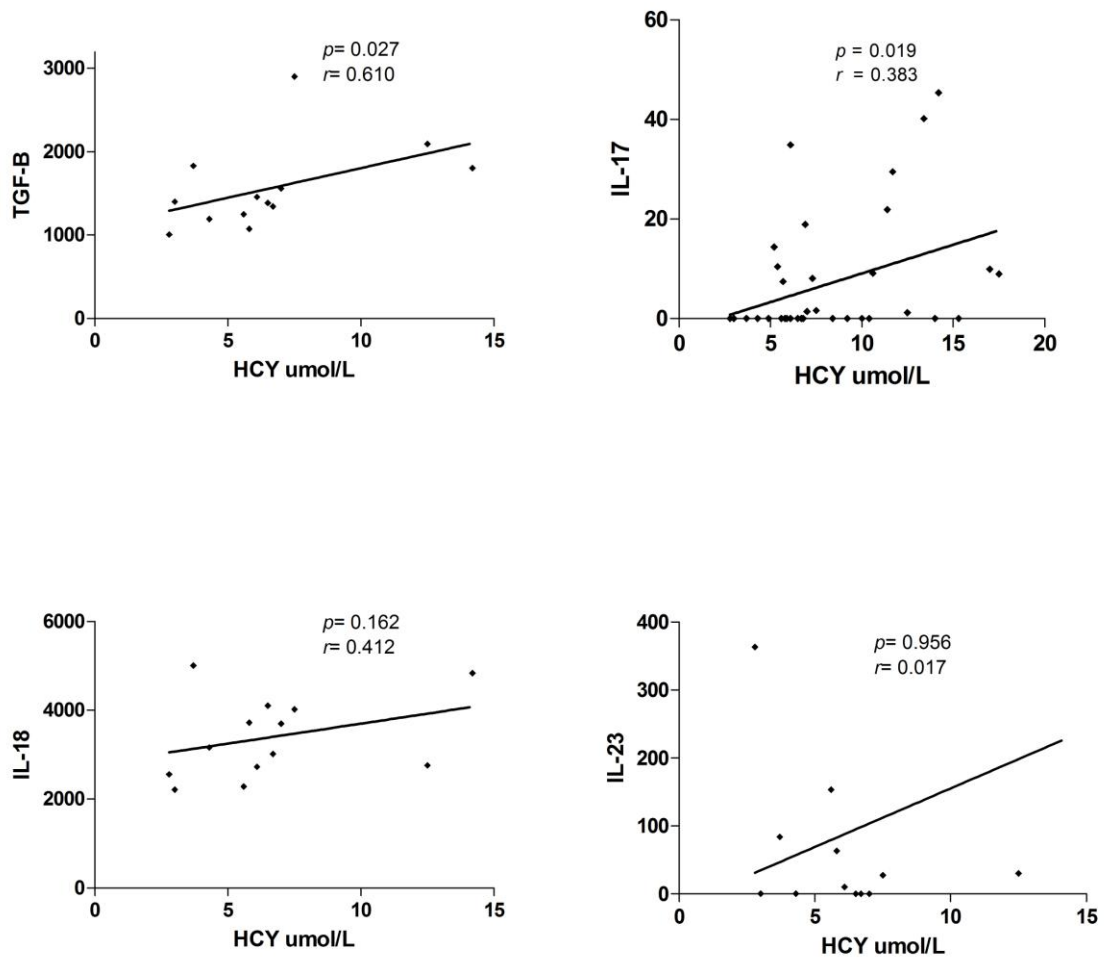 p= 0.027
r= 0.610
3000
2000
1000
0
TGF-B
0 5 10 15
HCY umol/L
p = 0.019
r = 0.383
60
40
20
0
IL-17
0 5 10 15 20
HCY umol/L
p= 0.162
r= 0.412
6000
4000
2000
0
IL-18
0 5 10 15
HCY umol/L
p= 0.956
r= 0.017
400
300
200
100
0
IL-23
0 5 10 15
HCY umol/L